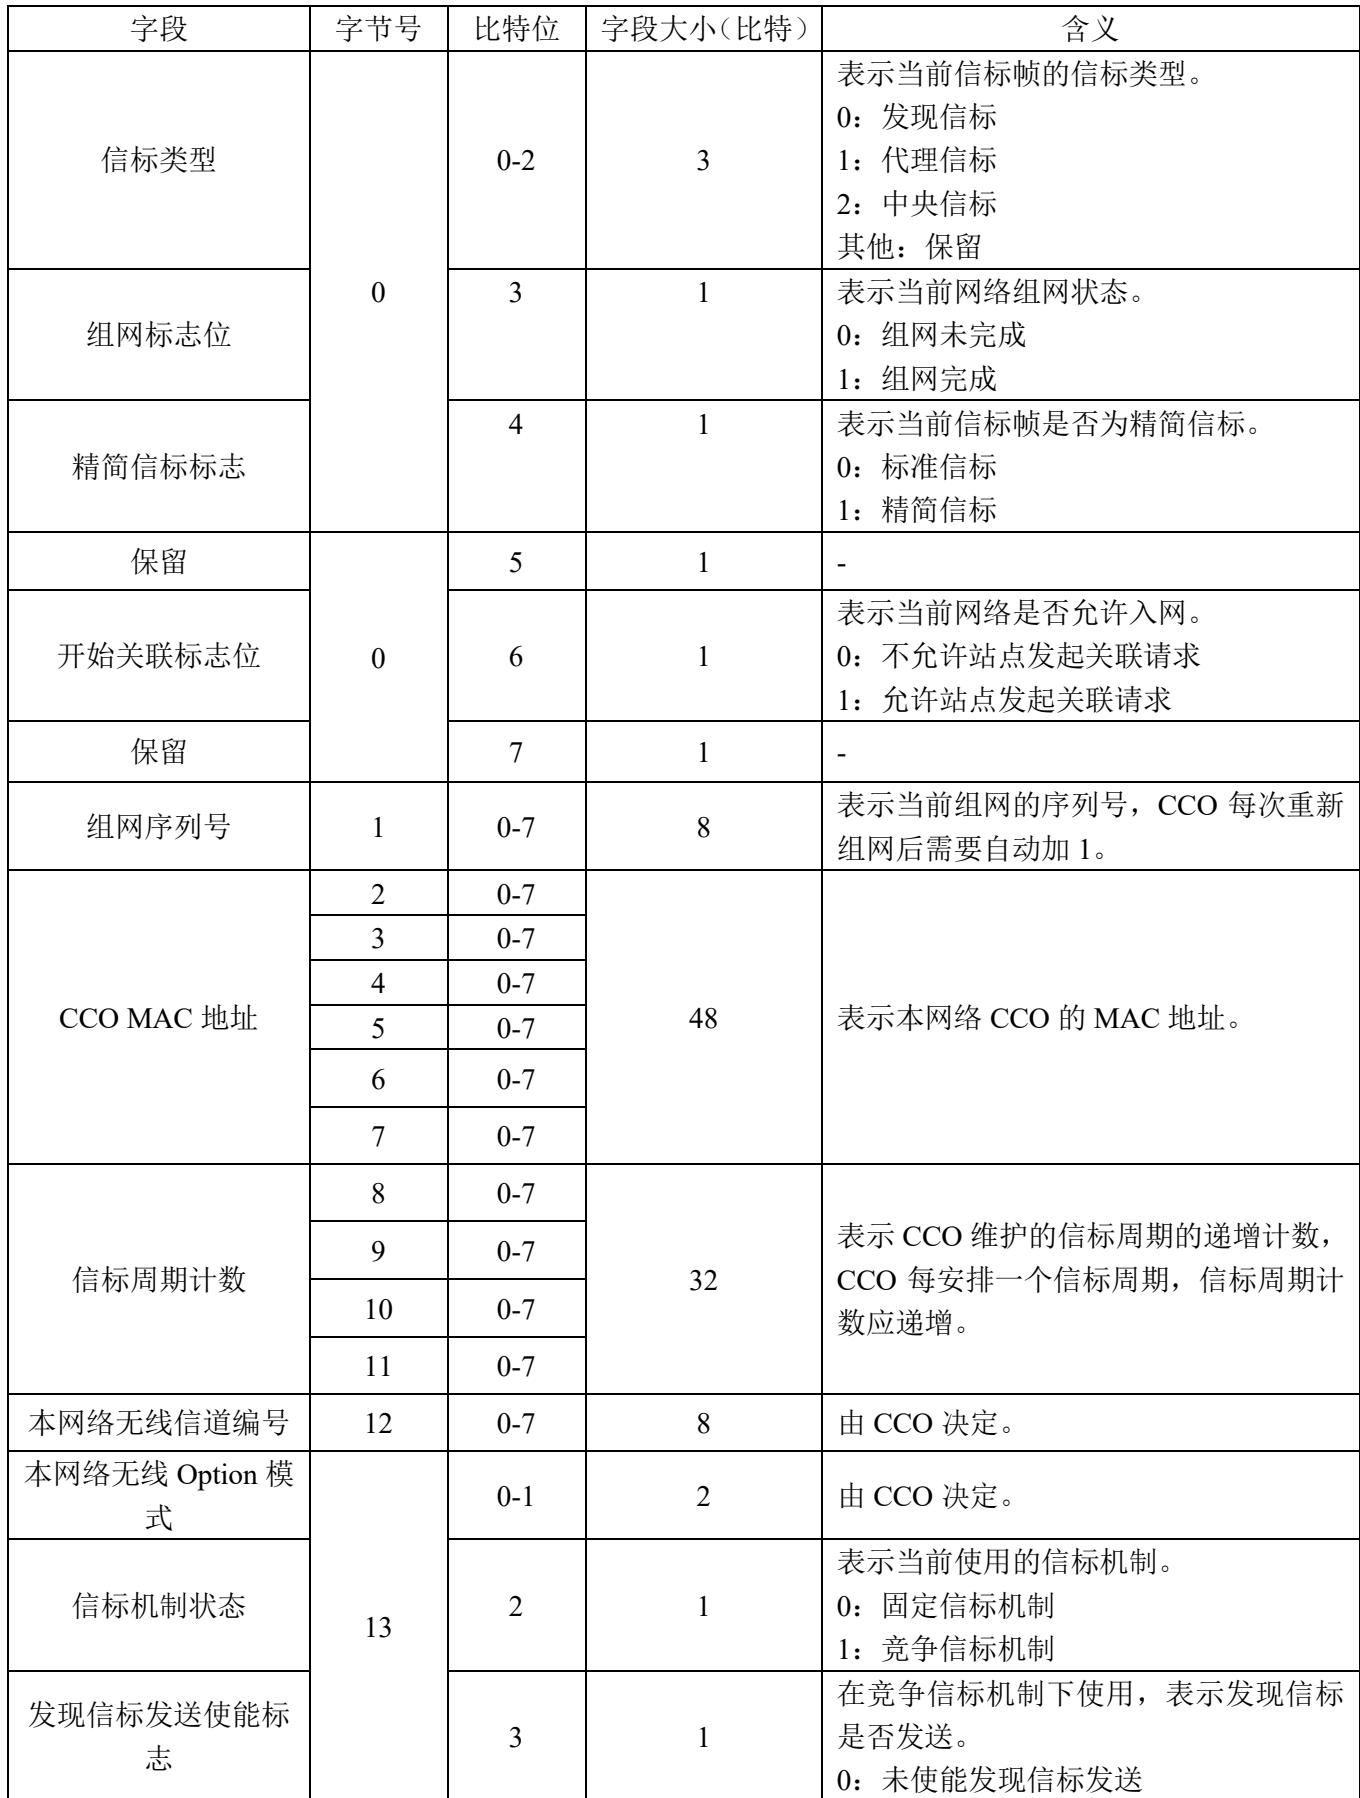 字段 字节号 比特位 字段大小（比特） 含义
信标类型 0 0-2 3 表示当前信标帧的信标类型。
0：发现信标
1：代理信标
2：中央信标
其他：保留
组网标志位 3 1 表示当前网络组网状态。
0：组网未完成
1：组网完成
精简信标标志 4 1 表示当前信标帧是否为精简信标。
0：标准信标
1：精简信标
保留 0 5 1 -
开始关联标志位 6 1 表示当前网络是否允许入网。
0：不允许站点发起关联请求
1：允许站点发起关联请求
保留 7 1 -
组网序列号 1 0-7 8 表示当前组网的序列号，CCO 每次重新
组网后需要自动加 1。
CCO MAC 地址 2 0-7 48 表示本网络 CCO 的 MAC 地址。
3 0-7
4 0-7
5 0-7
6 0-7
7 0-7
信标周期计数 8 0-7 32 表示 CCO 维护的信标周期的递增计数，
CCO 每安排一个信标周期，信标周期计
数应递增。
9 0-7
10 0-7
11 0-7
本网络无线信道编号 12 0-7 8 由 CCO 决定。
本网络无线 Option 模
式 13 0-1 2 由 CCO 决定。
信标机制状态 2 1 表示当前使用的信标机制。
0：固定信标机制
1：竞争信标机制
发现信标发送使能标
志 3 1 在竞争信标机制下使用，表示发现信标
是否发送。
0：未使能发现信标发送